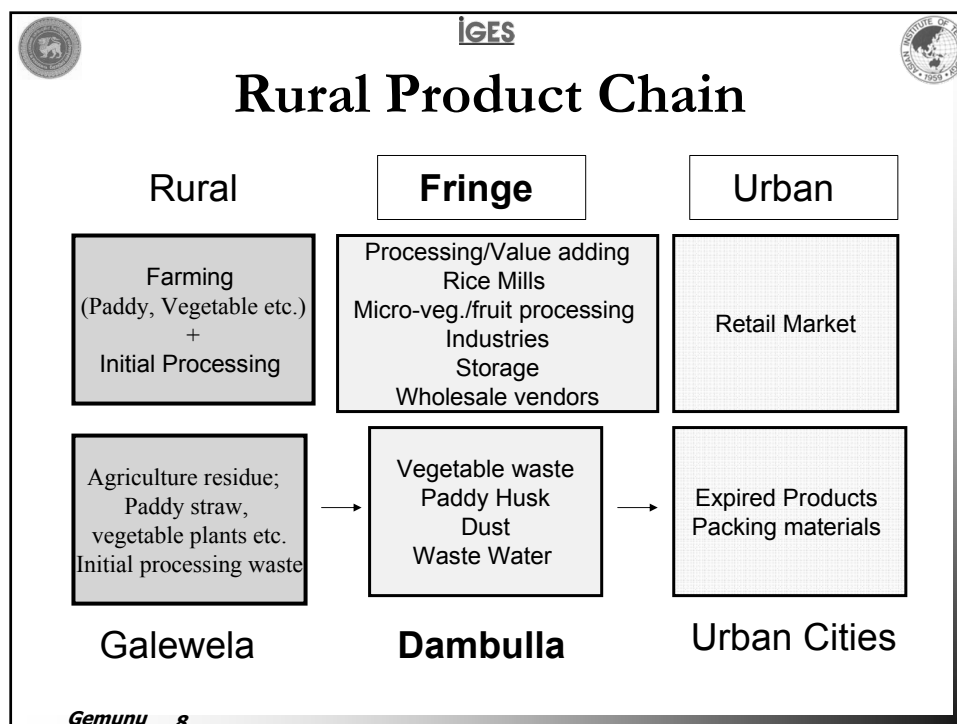 iGES
Rural Product Chain
Rural
Fringe
Urban
Farming
(Paddy, Vegetable etc.)
+
Initial Processing
Processing/Value adding
Rice Mills
Micro-veg./fruit processing
Industries
Storage
Wholesale vendors
Retail Market
Agriculture residue;
Paddy straw,
vegetable plants etc.
Initial processing waste
Vegetable waste
Paddy Husk
Dust
Waste Water
Expired Products
Packing materials
Galewela
Dambulla
Urban Cities
Gemunu 8